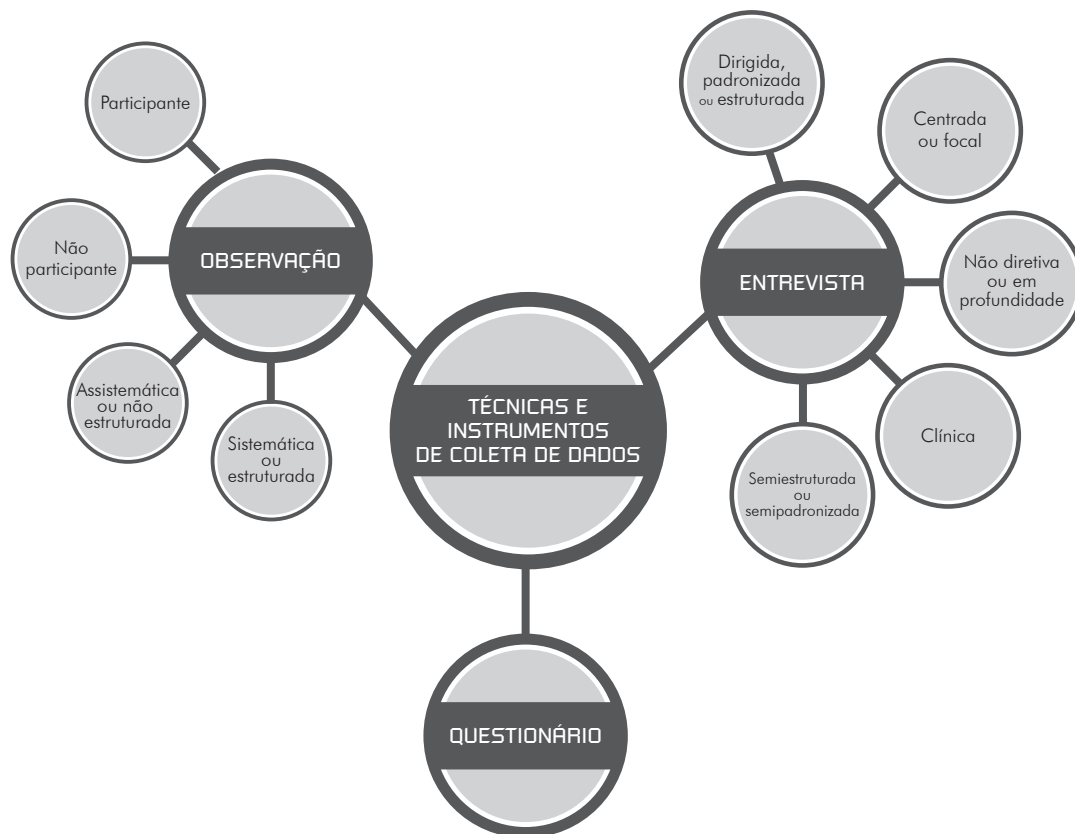 Participante
Não
participante
Assistemática
ou não
estruturada
Sistemática
ou
estruturada
OBSERVAÇÃO
TÉCNICAS E
INSTRUMENTOS
DE COLETA DE DADOS
Dirigida,
padronizada
ou estruturada
Centrada
ou focal
Não diretiva
ou em
profundidade
Clínica
Semiestruturada
ou
semipadronizada
ENTREVISTA
QUESTIONÁRIO